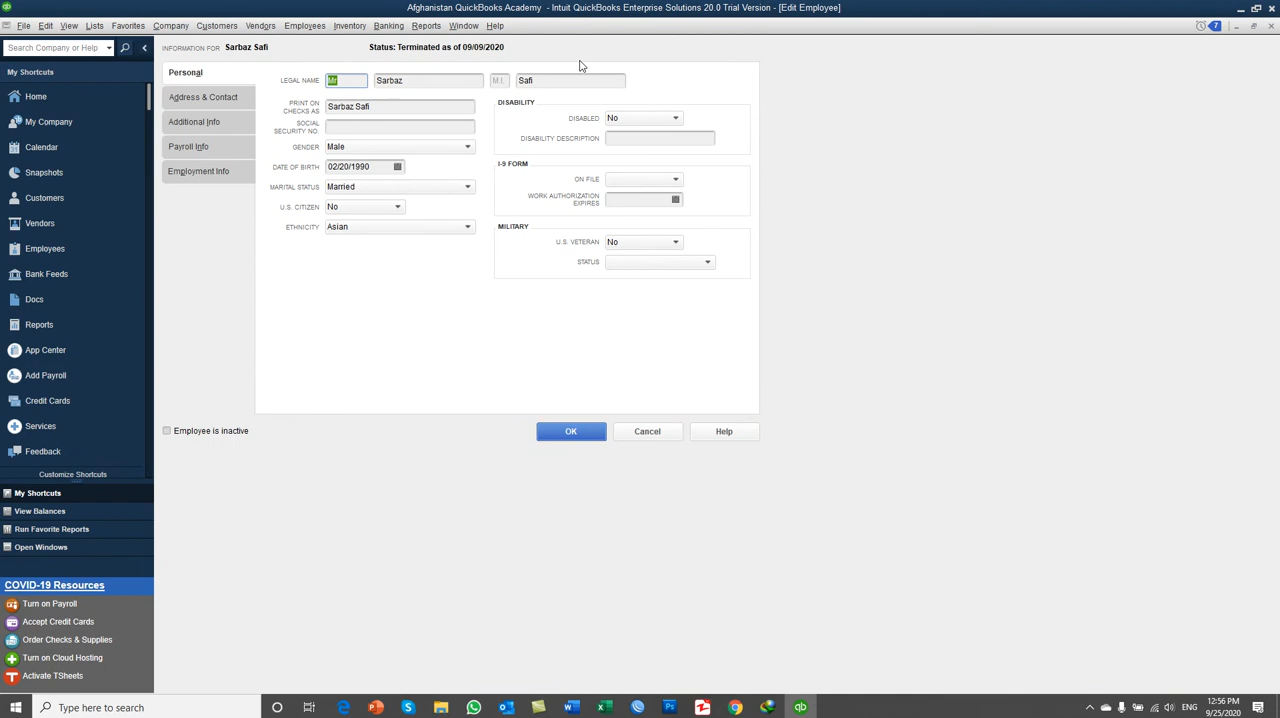 Afghanistan QuickBooks Academy - Intuit QuickBooks Enterprise Solutions 20.0 Trial Version - [Edit Employee]
File Edit View Lists Favorites Company Customers Vendors Employees Inventory Banking Reports Window Help 7
Search Company or Help
My Shortcuts
Home
My Company
Calendar
Snapshots
Customers
Vendors
Employees
Bank Feeds
Docs
Reports
App Center
Add Payroll
Credit Cards
Services
Feedback
Customize Shortcuts
My Shortcuts
View Balances
Run Favorite Reports
Open Windows
COVID-19 Resources
Turn on Payroll
Accept Credit Cards
Order Checks & Supplies
Turn on Cloud Hosting
Activate TSheets
INFORMATION FOR Sarbaz Safi Status: Terminated as of 09/09/2020
Personal
Address & Contact
Additional Info
Payroll Info
Employment Info
LEGAL NAME Mr Sarbaz M.I. Safi
PRINT ON
CHECKS AS Sarbaz Safi
SOCIAL
SECURITY NO.
GENDER Male
DATE OF BIRTH 02/20/1990
MARITAL STATUS Married
U.S. CITIZEN No
ETHNICITY Asian
DISABILITY
DISABLED No
DISABILITY DESCRIPTION
I-9 FORM
ON FILE
WORK AUTHORIZATION
EXPIRES
MILITARY
U.S. VETERAN No
STATUS
Employee is inactive
OK Cancel Help
Type here to search
ENG
12:56 PM
9/25/2020